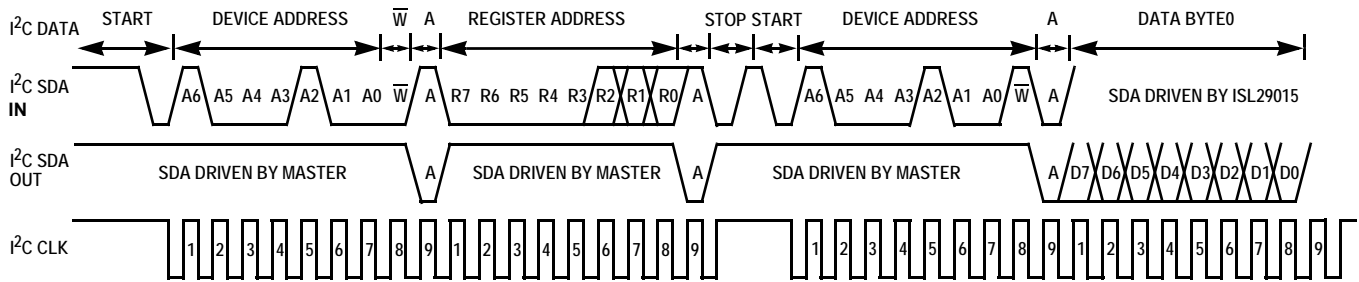 I²C DATA START DEVICE ADDRESS W̅ A REGISTER ADDRESS STOP START DEVICE ADDRESS A DATA BYTE0
I²C SDA IN A6 A5 A4 A3 A2 A1 A0 W̅ A R7 R6 R5 R4 R3 R2 R1 R0 A A6 A5 A4 A3 A2 A1 A0 W̅ A SDA DRIVEN BY ISL29015
I²C SDA OUT SDA DRIVEN BY MASTER A SDA DRIVEN BY MASTER A SDA DRIVEN BY MASTER A D7 D6 D5 D4 D3 D2 D1 D0
I²C CLK 1 2 3 4 5 6 7 8 9 1 2 3 4 5 6 7 8 9 1 2 3 4 5 6 7 8 9 1 2 3 4 5 6 7 8 9